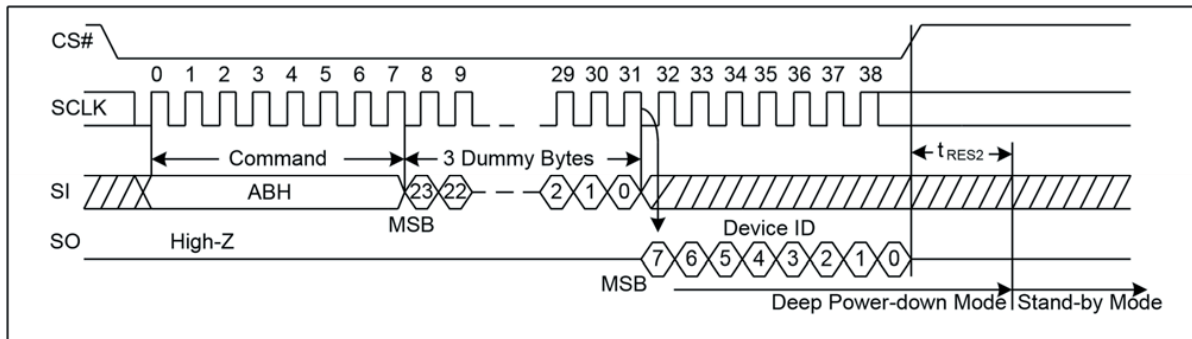 CS#
0 1 2 3 4 5 6 7 8 9 29 30 31 32 33 34 35 36 37 38
SCLK
Command 3 Dummy Bytes tRES2
SI ABH 23 22 2 1 0
MSB Device ID
SO High-Z
7 6 5 4 3 2 1 0
MSB
Deep Power-down Mode Stand-by Mode